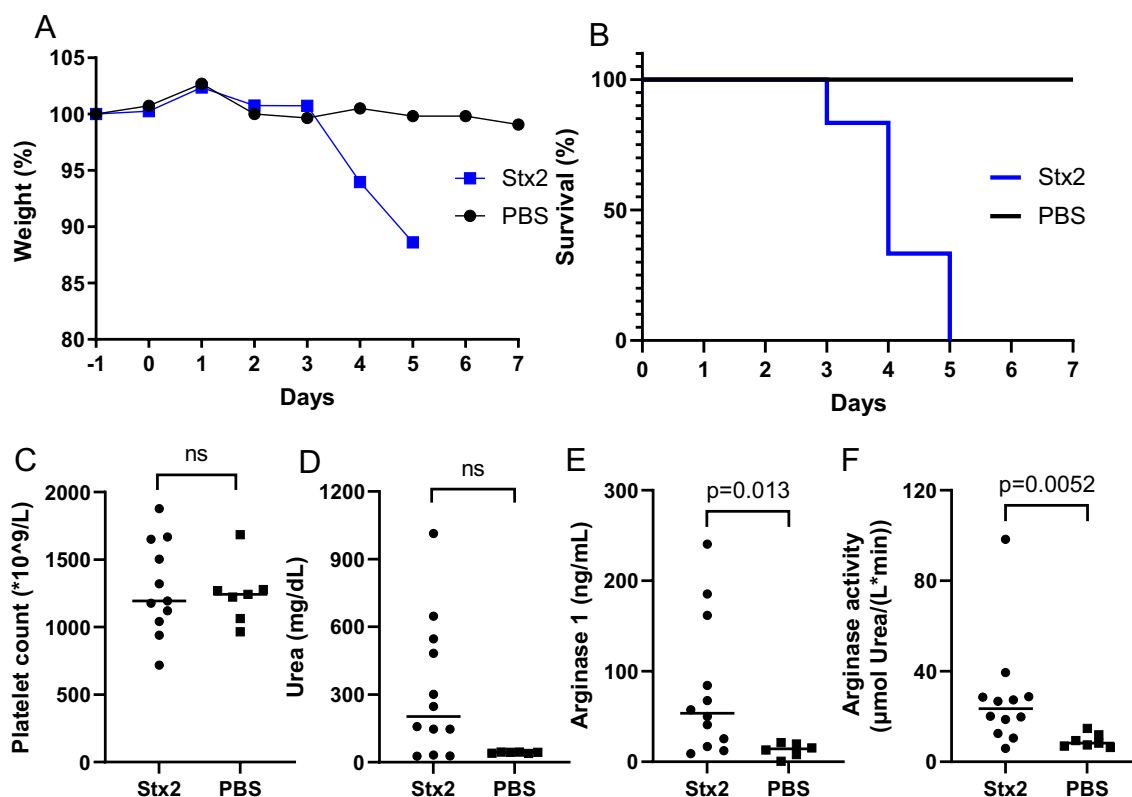 A
105
100
95
90
85
80
Weight (%)
-1 0 1 2 3 4 5 6 7
Days
Stx2
PBS
B
100
50
0
Survival (%)
0 1 2 3 4 5 6 7
Days
Stx2
PBS
C
ns
2000
1500
1000
500
0
Platelet count (*10^9/L)
Stx2 PBS
D
ns
1200
900
600
300
0
Urea (mg/dL)
Stx2 PBS
E
p=0.013
300
250
200
150
100
50
0
Arginase 1 (ng/mL)
Stx2 PBS
F
p=0.0052
120
80
40
0
Arginase activity
(μmol Urea/(L*min))
Stx2 PBS